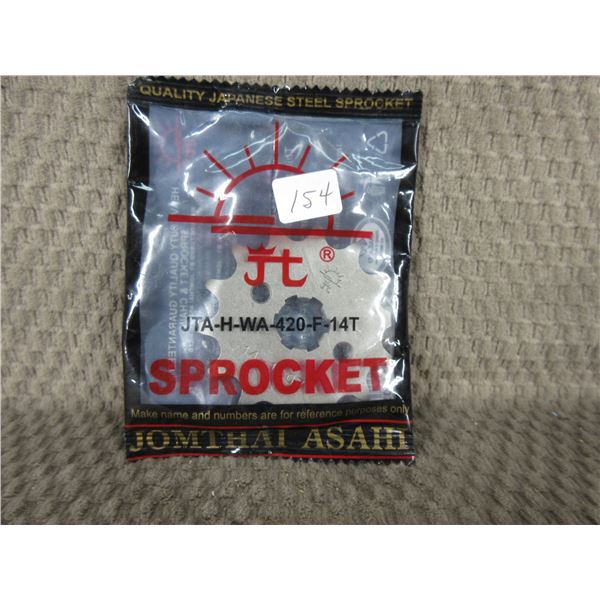 QUALITY JAPANESE STEEL SPROCKET
154
Jt ®
JTA-H-WA-420-F-14T
SPROCKET
Make name and numbers are for reference purposes only
JOMTHAI ASAHI